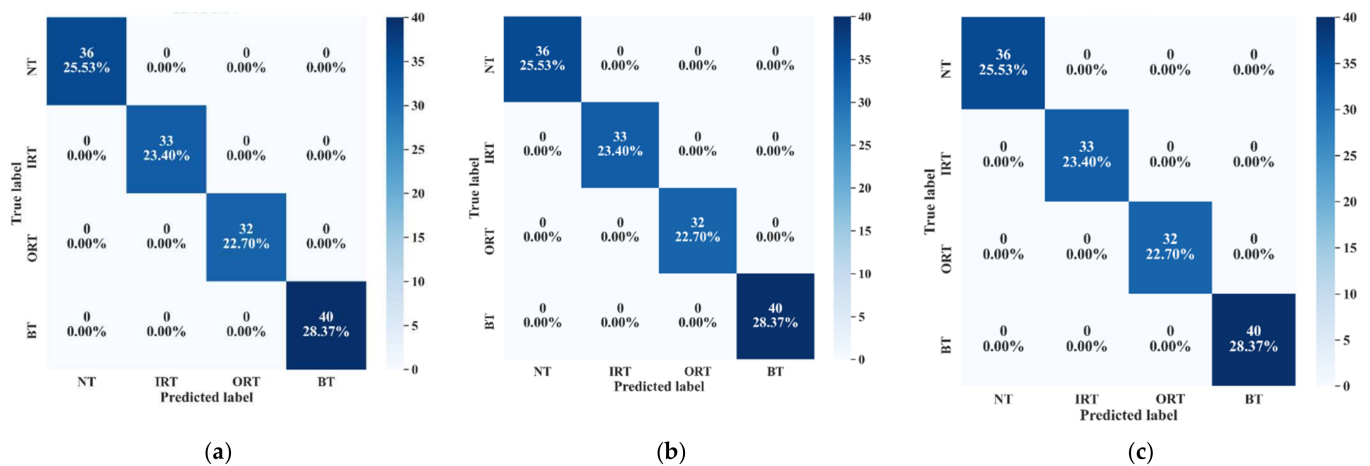 40
36 0 0 0
NT
25.53% 0.00% 0.00% 0.00%
35
30
0 33 0 0
IRT
0.00% 23.40% 0.00% 0.00%
25
True label
20
0 0 32 0
ORT
0.00% 0.00% 22.70% 0.00%
15
10
0 0 0 40
BT
0.00% 0.00% 0.00% 28.37%
5
0
NT IRT ORT BT
Predicted label
(a)
40
36 0 0 0
NT
25.53% 0.00% 0.00% 0.00%
35
30
0 33 0 0
IRT
0.00% 23.40% 0.00% 0.00%
25
True label
20
0 0 32 0
ORT
0.00% 0.00% 22.70% 0.00%
15
10
0 0 0 40
BT
0.00% 0.00% 0.00% 28.37%
5
0
NT IRT ORT BT
Predicted label
(b)
40
36 0 0 0
NT
25.53% 0.00% 0.00% 0.00%
35
30
0 33 0 0
IRT
0.00% 23.40% 0.00% 0.00%
25
True label
20
0 0 32 0
ORT
0.00% 0.00% 22.70% 0.00%
15
10
0 0 0 40
BT
0.00% 0.00% 0.00% 28.37%
5
0
NT IRT ORT BT
Predicted label
(c)